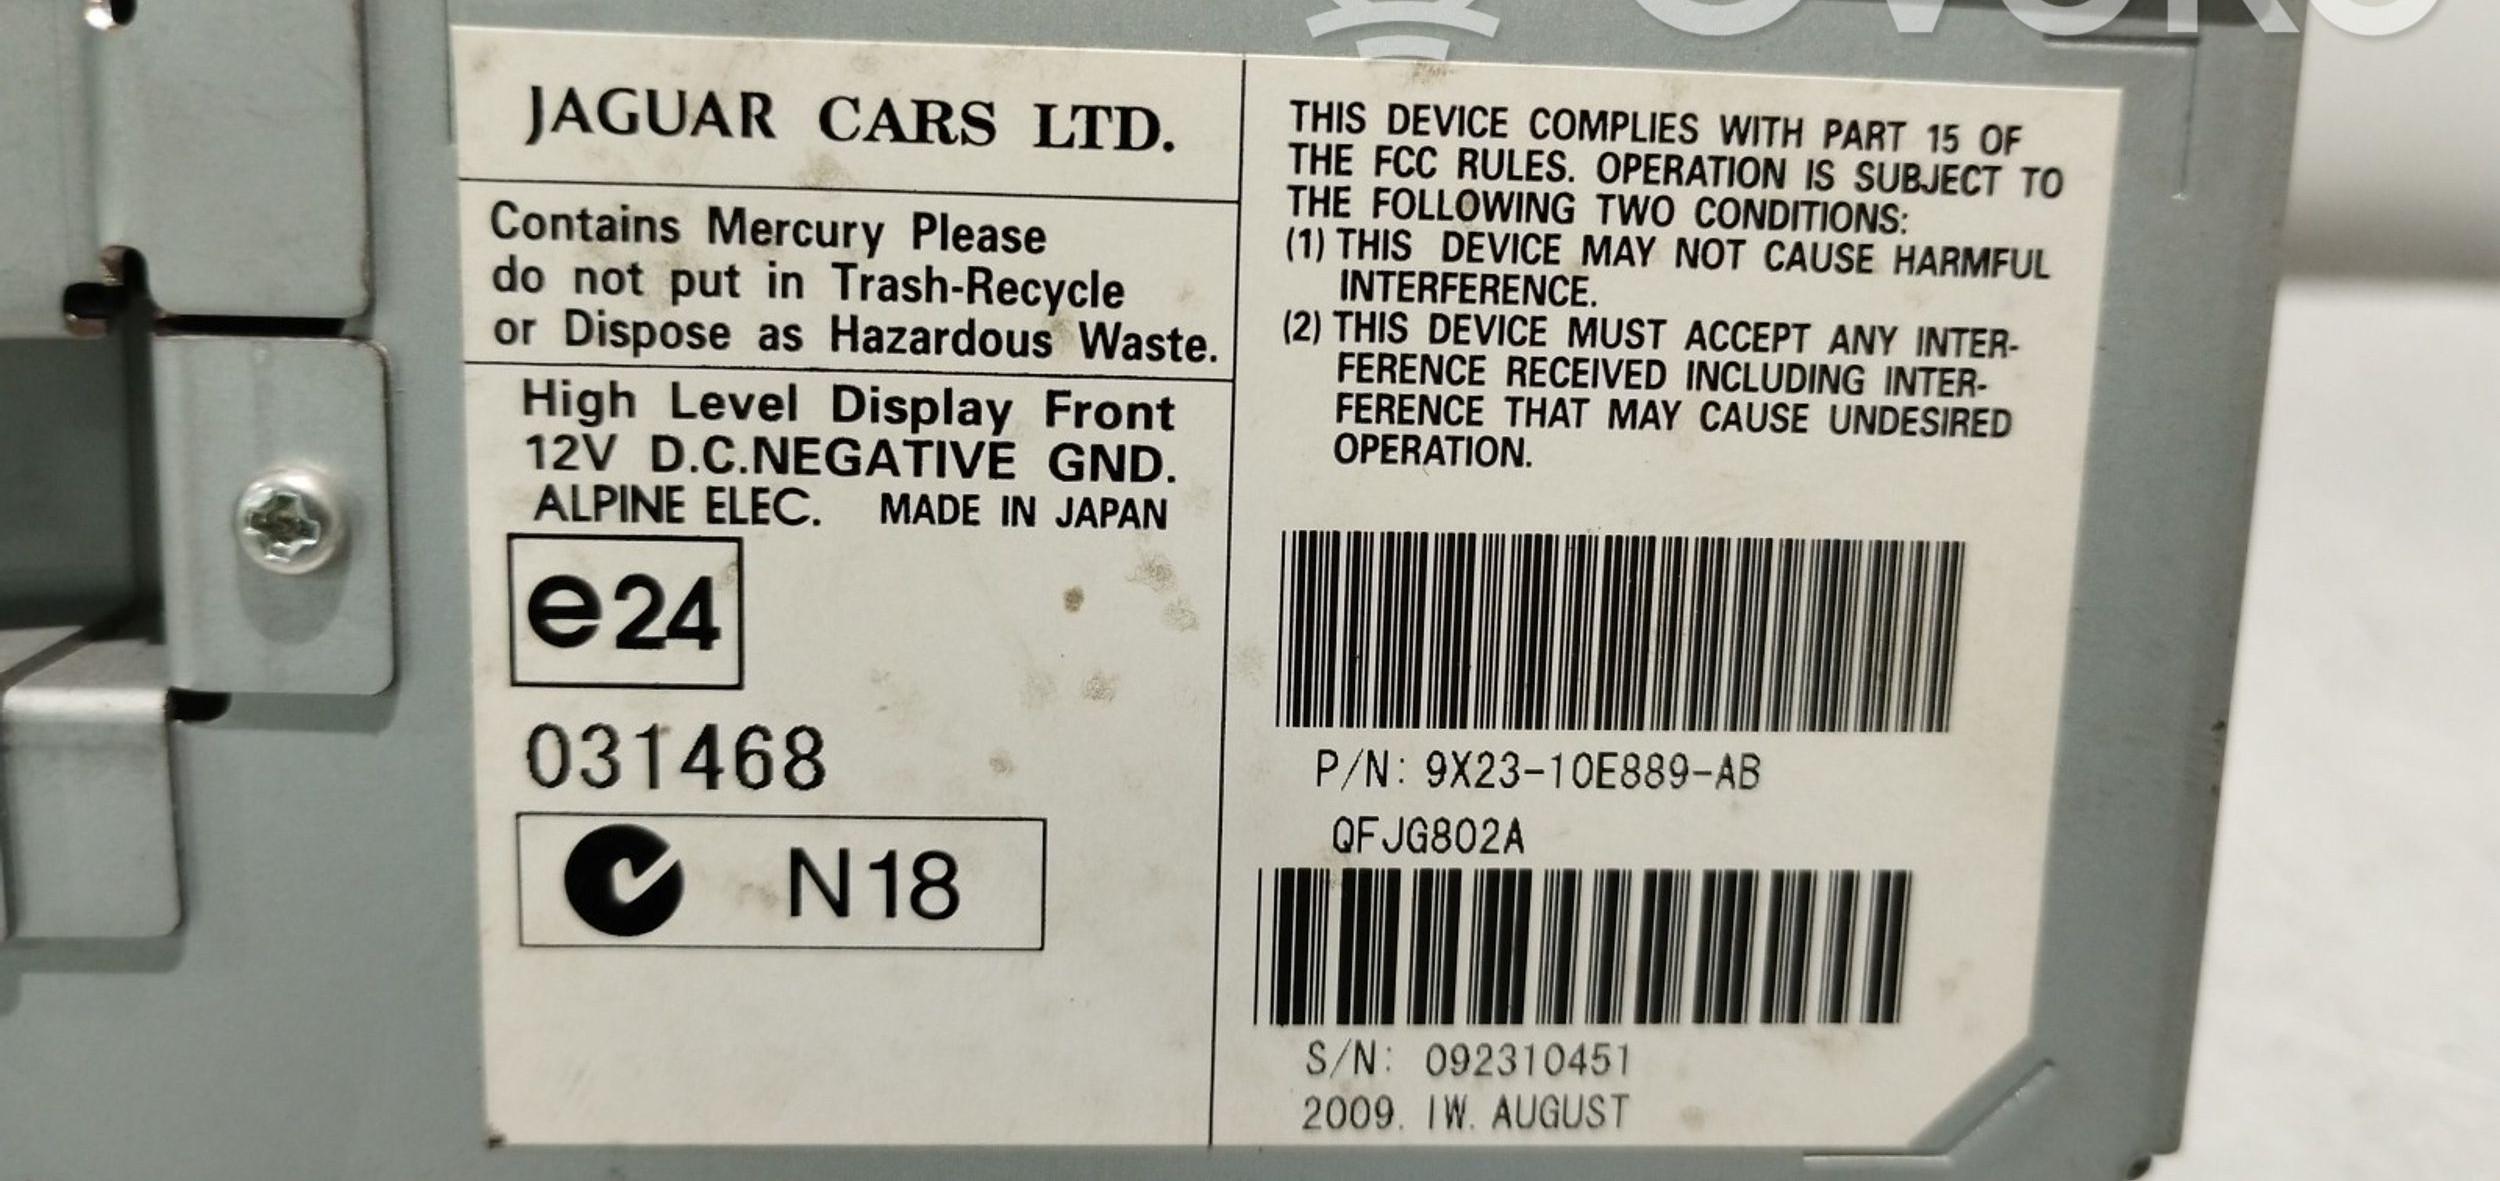 JAGUAR CARS LTD.
Contains Mercury Please
do not put in Trash-Recycle
or Dispose as Hazardous Waste.
High Level Display Front
12V D.C.NEGATIVE GND.
ALPINE ELEC. MADE IN JAPAN
e24
031468
N18
THIS DEVICE COMPLIES WITH PART 15 OF
THE FCC RULES. OPERATION IS SUBJECT TO
THE FOLLOWING TWO CONDITIONS:
(1) THIS DEVICE MAY NOT CAUSE HARMFUL
INTERFERENCE.
(2) THIS DEVICE MUST ACCEPT ANY INTER-
FERENCE RECEIVED INCLUDING INTER-
FERENCE THAT MAY CAUSE UNDESIRED
OPERATION.
P/N: 9X23-10E889-AB
QFJG802A
S/N: 092310451
2009. 1W. AUGUST